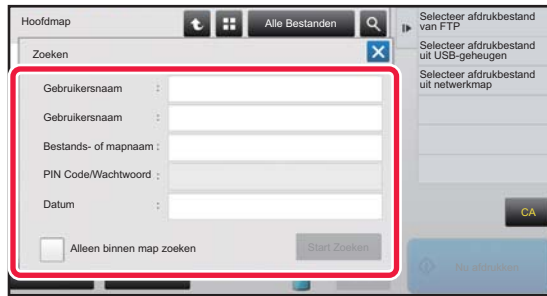 Hoofdmap
Alle Bestanden
Zoeken
Gebruikersnaam :
Gebruikersnaam :
Bestands- of mapnaam :
PIN Code/Wachtwoord :
Datum :
Alleen binnen map zoeken
Start Zoeken
Selecteer afdrukbestand
van FTP
Selecteer afdrukbestand
uit USB-geheugen
Selecteer afdrukbestand
uit netwerkmap
CA
Nu afdrukken